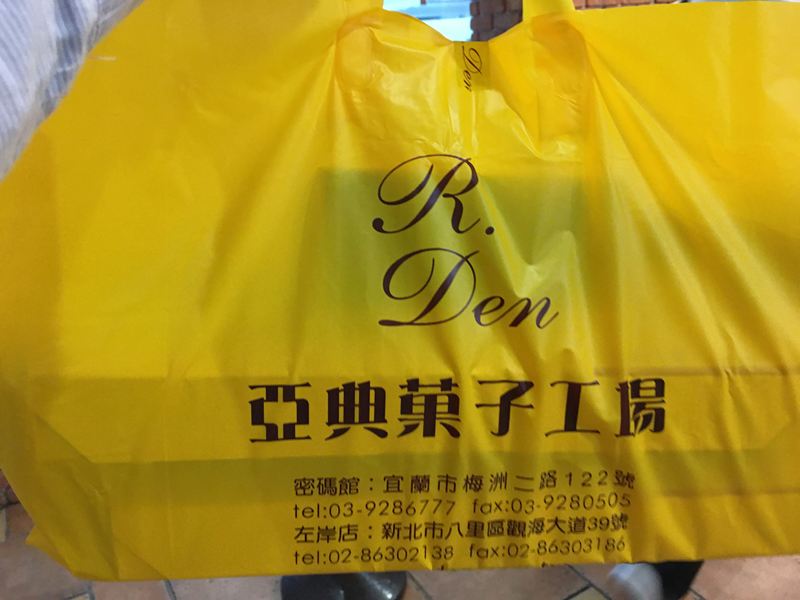 Den
R.
Den
亞典菓子工場
密碼館：宜蘭市梅洲二路122號
tel:03-9286777 fax:03-9280505
左岸店：新北市八里區觀海大道39號
tel:02-86302138 fax:02-86303186